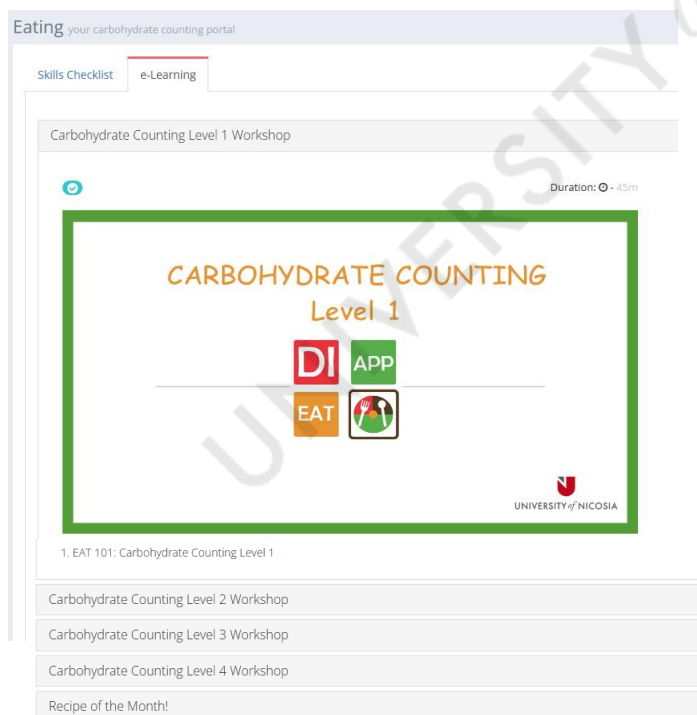 Eating your carbohydrate counting portal
Skills Checklist e-Learning
Carbohydrate Counting Level 1 Workshop
Duration: - 45m
CARBOHYDRATE COUNTING
Level 1
DI APP
EAT
UNIVERSITY of NICOSIA
1. EAT 101: Carbohydrate Counting Level 1
Carbohydrate Counting Level 2 Workshop
Carbohydrate Counting Level 3 Workshop
Carbohydrate Counting Level 4 Workshop
Recipe of the Month!
UNIVERSITY